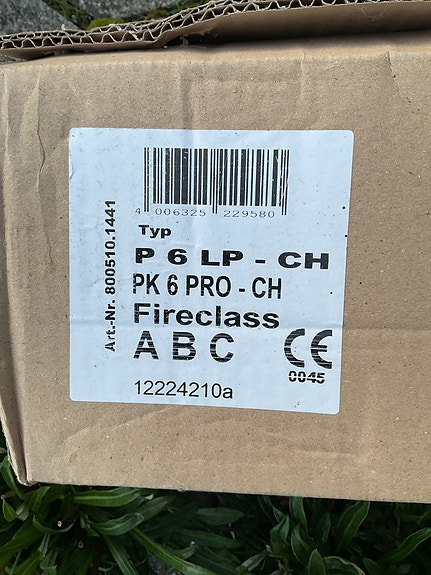 4 006325 229580
Typ
P 6 LP - CH
PK 6 PRO - CH
Fireclass
A B C
CE
0045
12224210a
Art.-Nr. 800510.1441